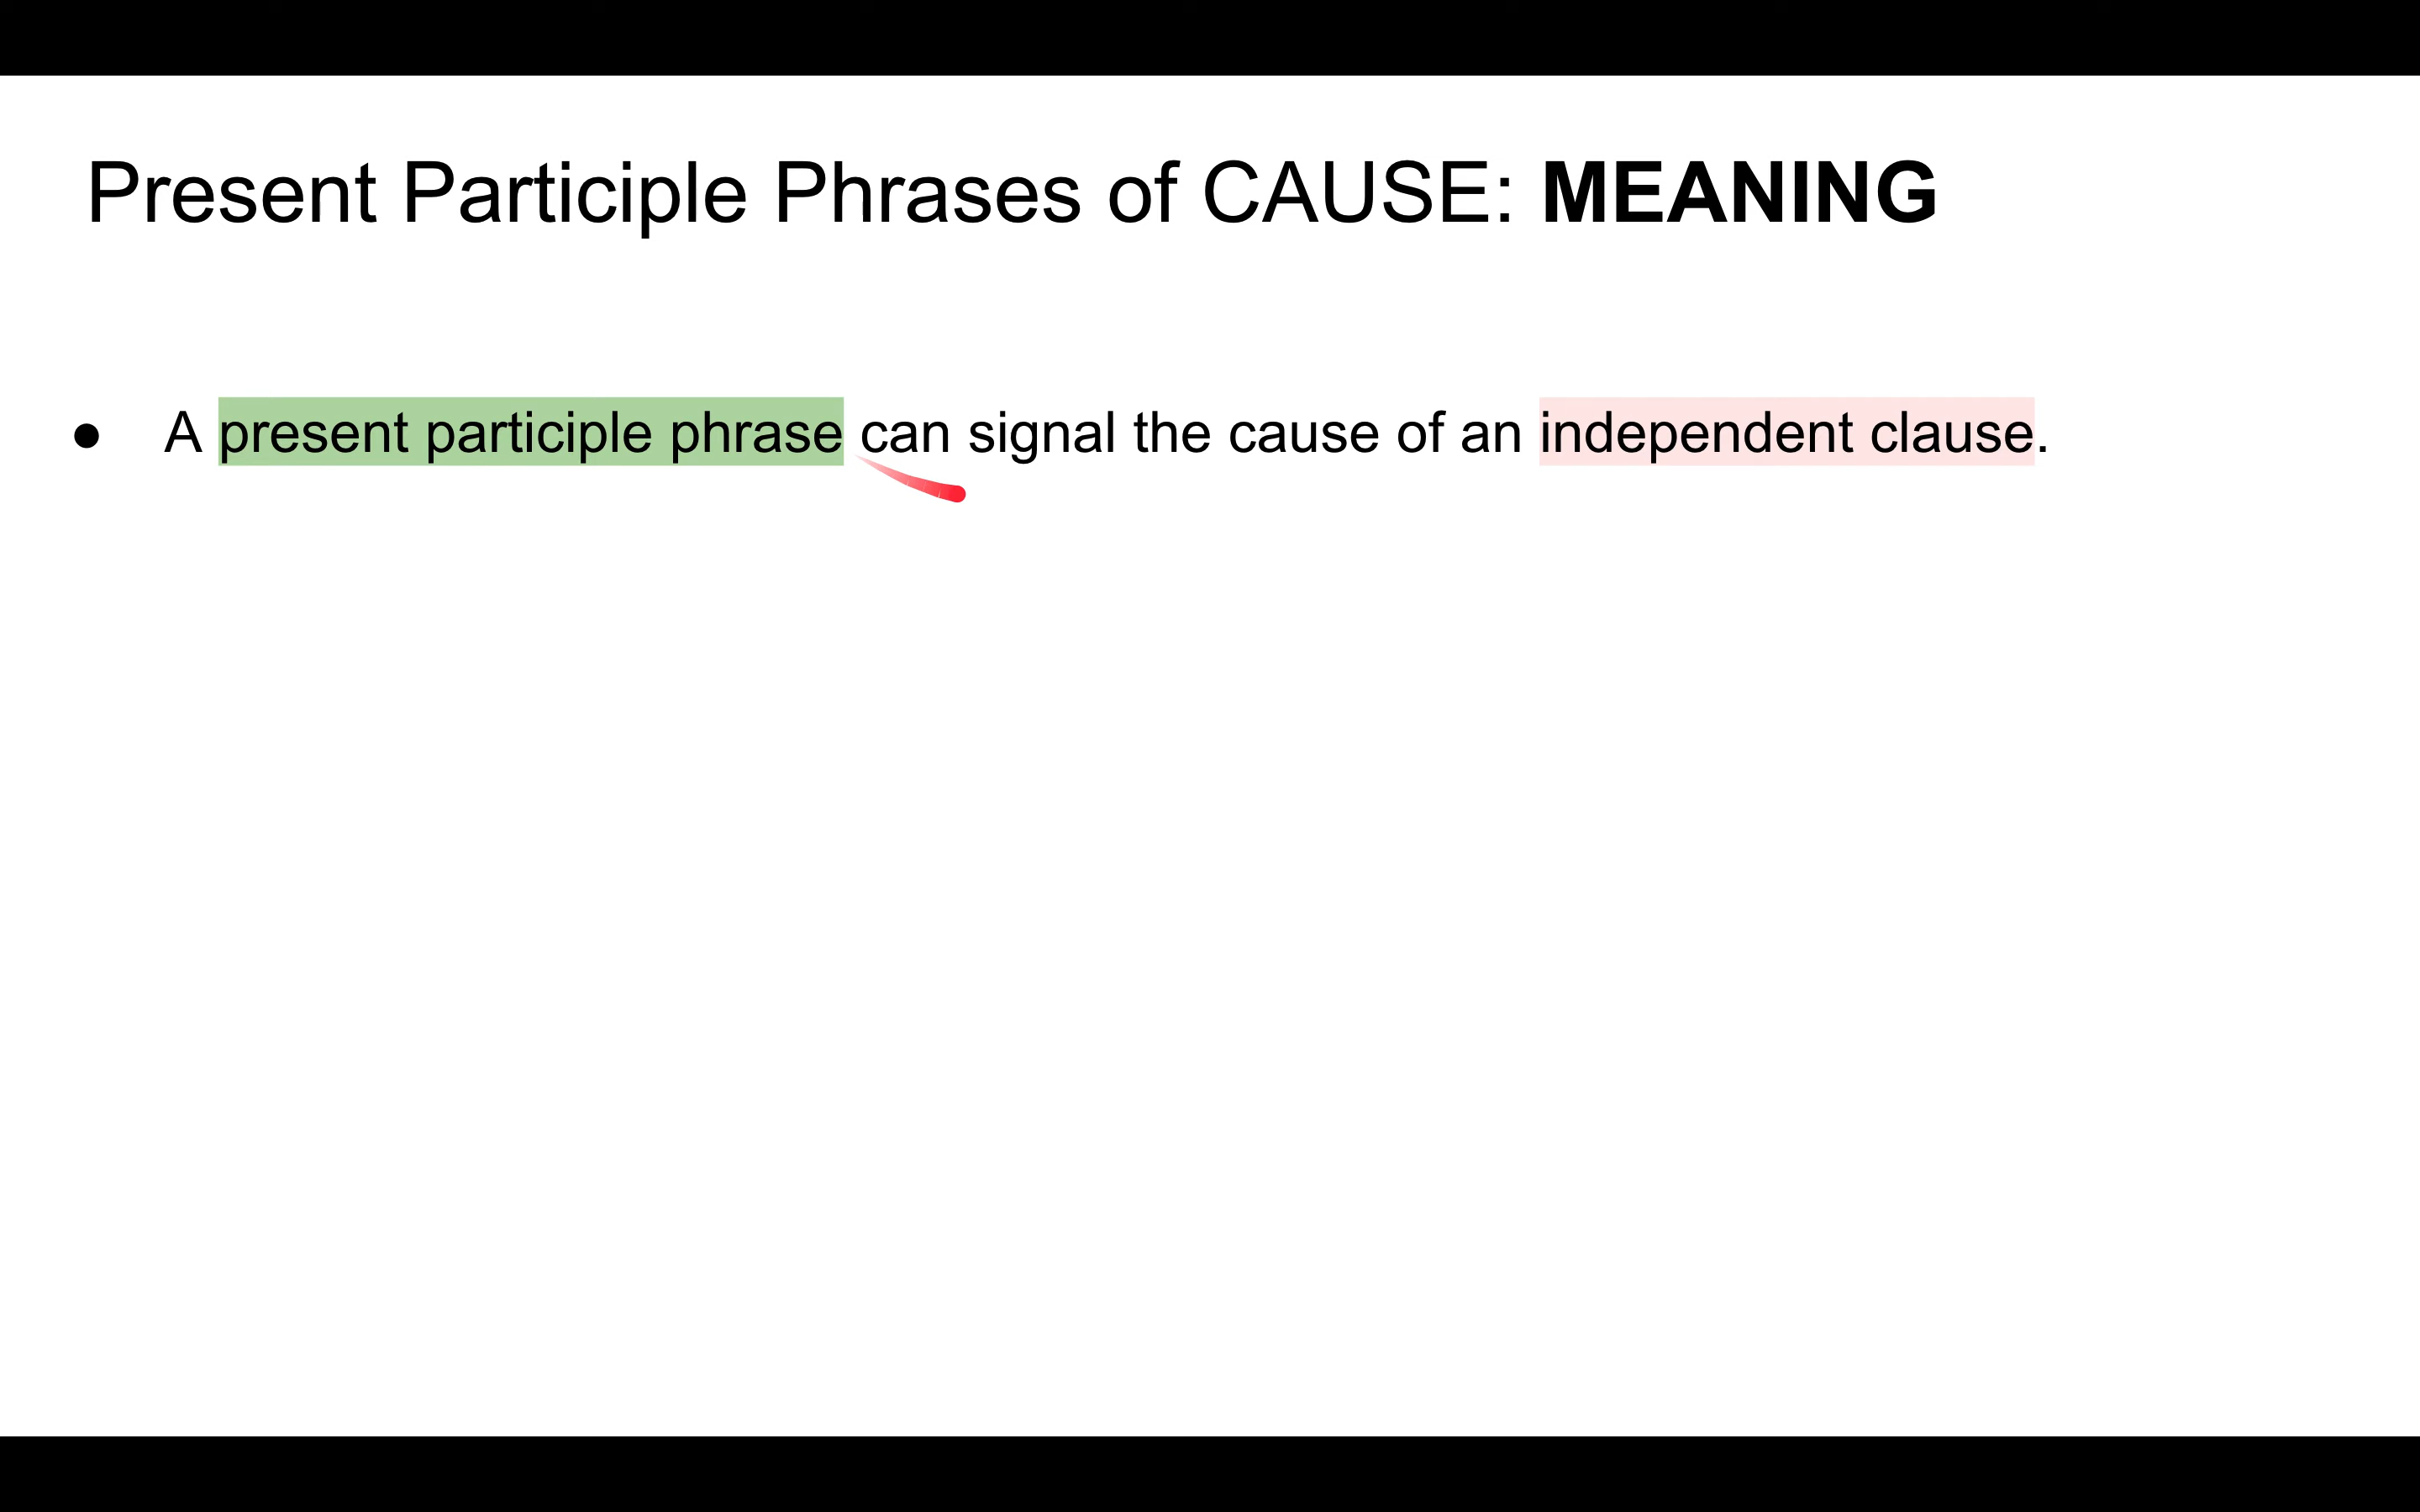 Present Participle Phrases of CAUSE: MEANING
● A present participle phrase can signal the cause of an independent clause.